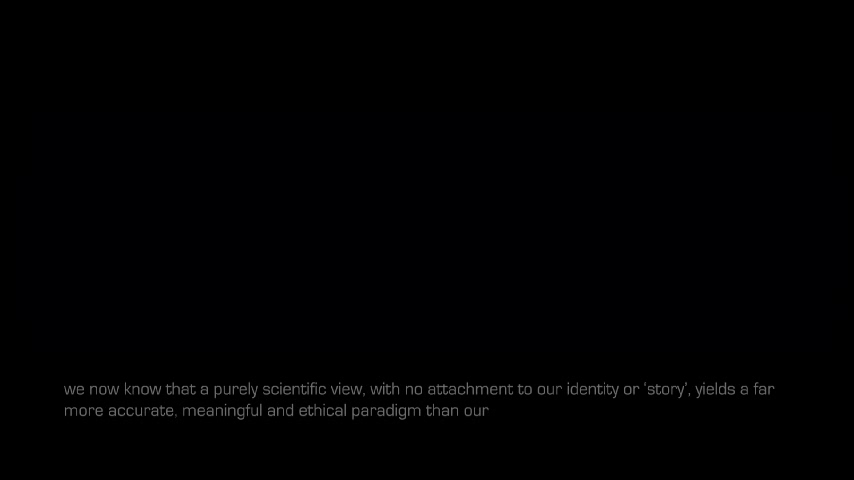 we now know that a purely scientific view, with no attachment to our identity or 'story', yields a far
more accurate, meaningful and ethical paradigm than our